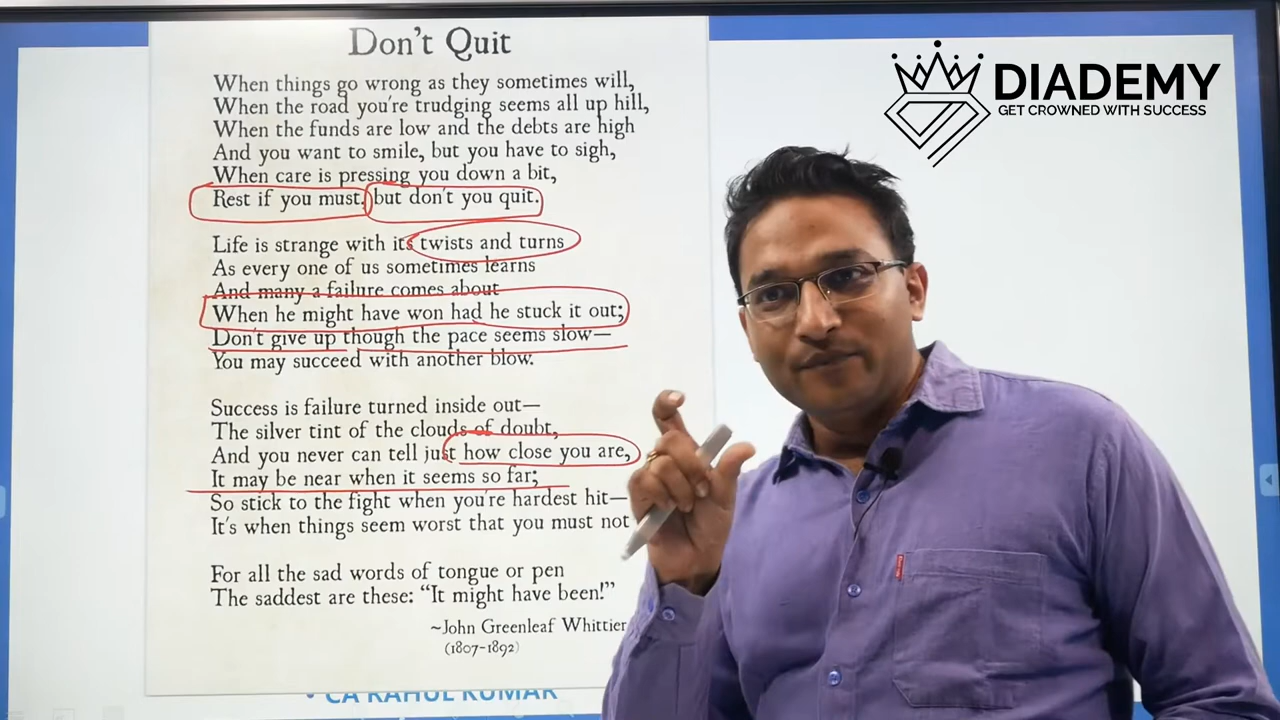 Don't Quit
When things go wrong as they sometimes will,
When the road you're trudging seems all up hill,
When the funds are low and the debts are high
And you want to smile, but you have to sigh,
When care is pressing you down a bit,
Rest if you must, but don't you quit.
Life is strange with its twists and turns
As every one of us sometimes learns
And many a failure comes about
When he might have won had he stuck it out;
Don't give up though the pace seems slow—
You may succeed with another blow.
Success is failure turned inside out—
The silver tint of the clouds of doubt,
And you never can tell just how close you are,
It may be near when it seems so far;
So stick to the fight when you're hardest hit—
It's when things seem worst that you must not
For all the sad words of tongue or pen
The saddest are these: “It might have been!”
~John Greenleaf Whittier
(1807-1892)
• CA RAHUL KUMAR
DIADEMY
GET CROWNED WITH SUCCESS